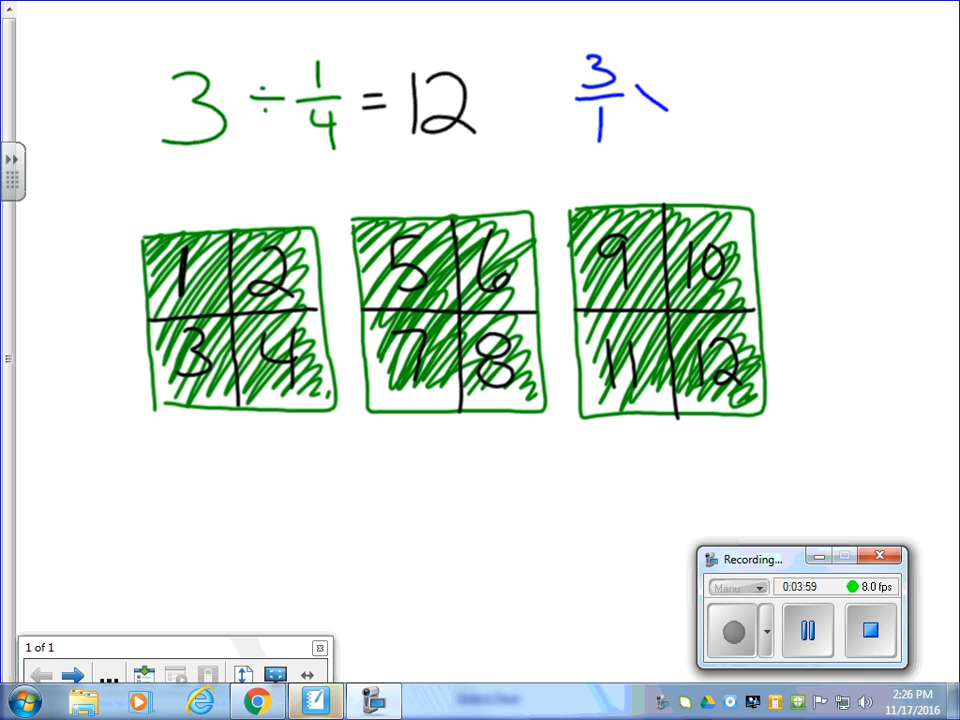 3 ÷ 1/4 = 12 3/1 \
1 2 5 6 9 10
3 4 7 8 11 12
Recording...
Menu 0:03:59 8.0 fps
1 of 1
...
2:26 PM
11/17/2016